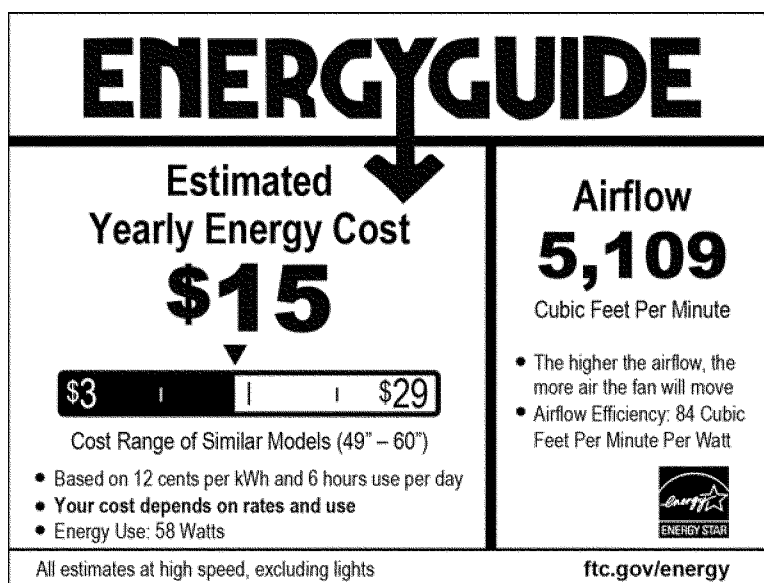 ENERGYGUIDE
Estimated
Yearly Energy Cost
$15
$3
$29
Cost Range of Similar Models (49” – 60”)
• Based on 12 cents per kWh and 6 hours use per day
• Your cost depends on rates and use
• Energy Use: 58 Watts
Airflow
5,109
Cubic Feet Per Minute
• The higher the airflow, the
more air the fan will move
• Airflow Efficiency: 84 Cubic
Feet Per Minute Per Watt
energy
ENERGY STAR
All estimates at high speed, excluding lights
ftc.gov/energy